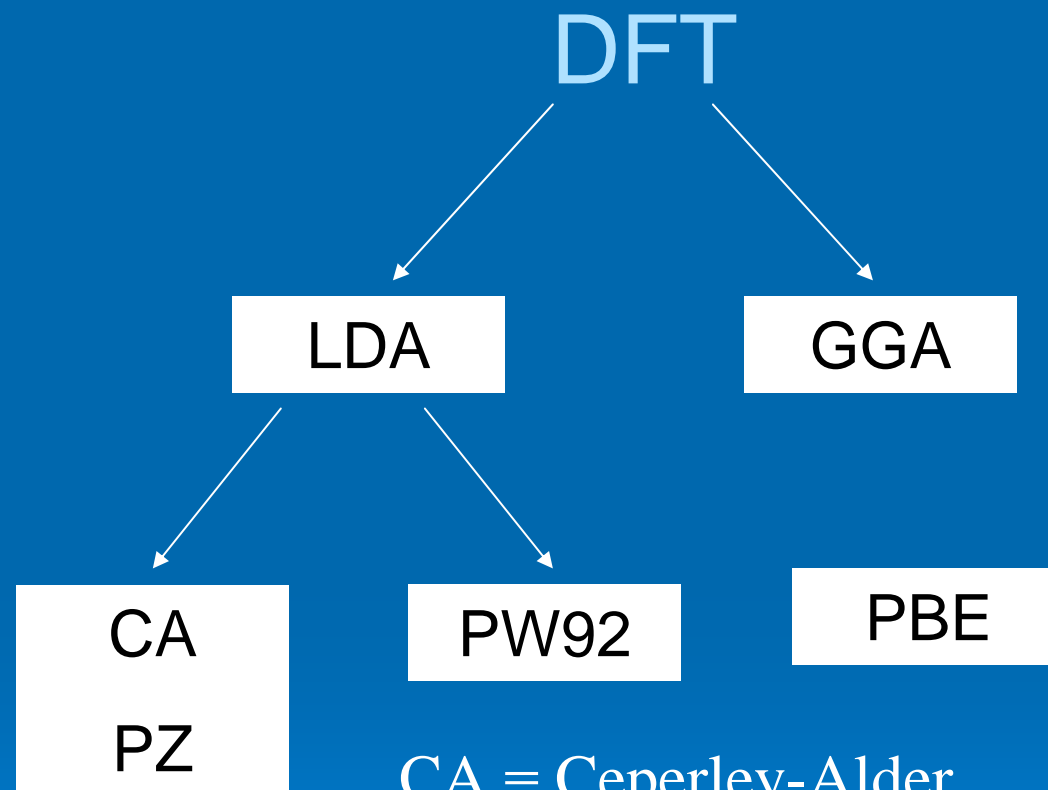 DFT
LDA
GGA
CA
PZ
PW92
PBE
CA = Ceperley-Alder